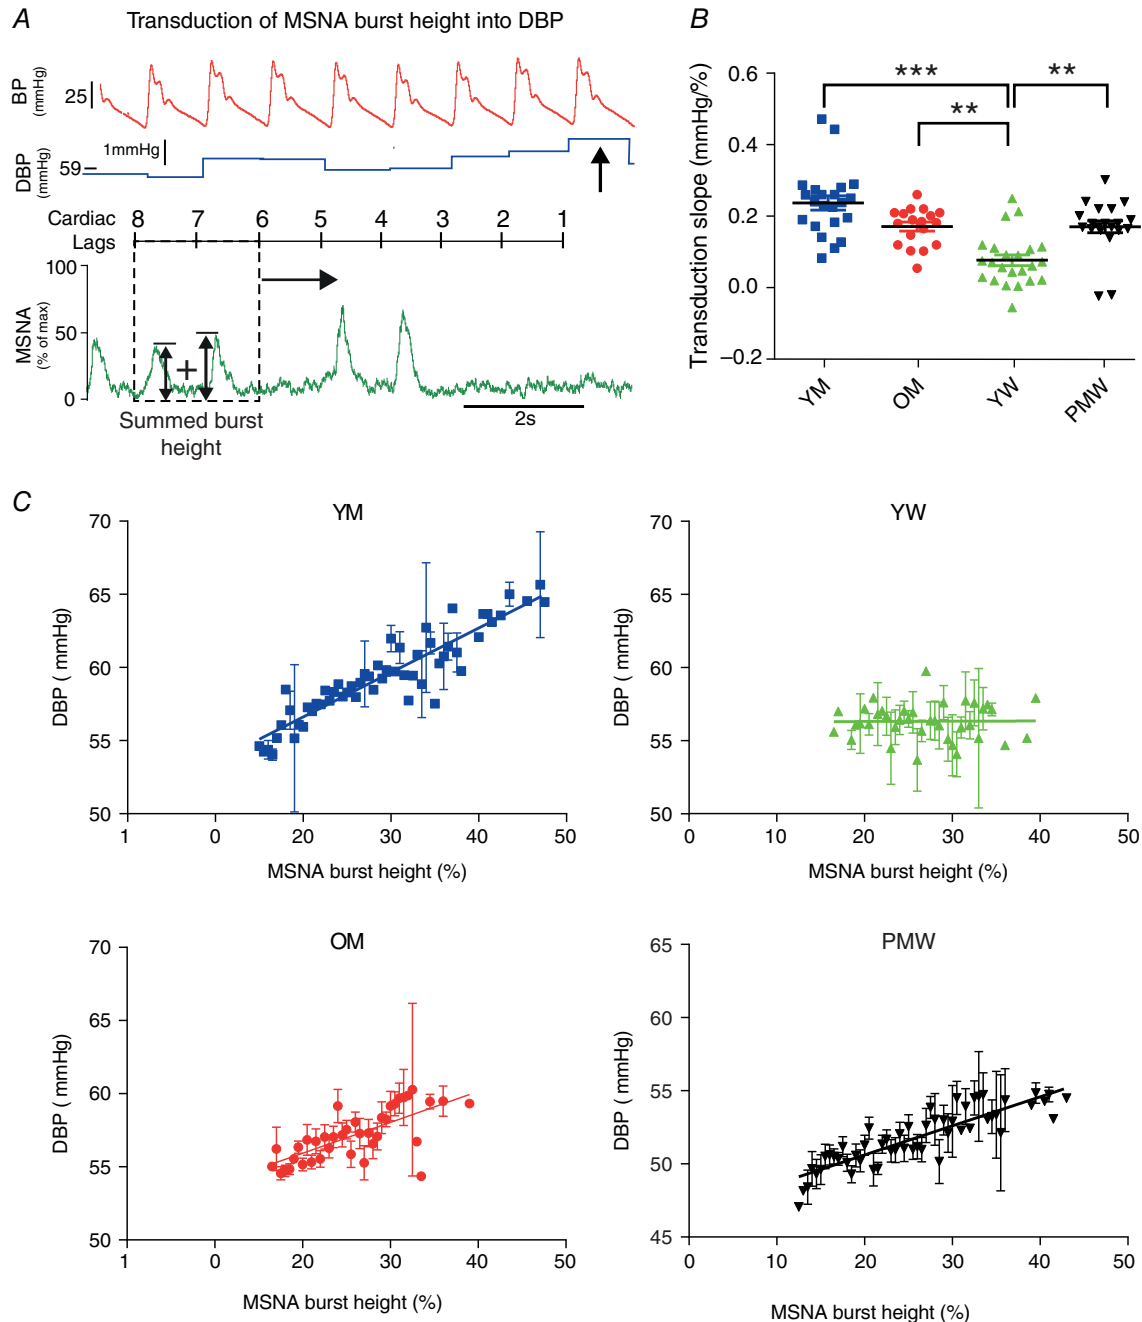 A Transduction of MSNA burst height into DBP
BP
(mmHg)
25
1mmHg
DBP
(mmHg)
59
Cardiac
Lags
8 7 6 5 4 3 2 1
MSNA
(% of max)
100
50
0
+
Summed burst
height
2s
B
Transduction slope (mmHg/%)
0.6
0.4
0.2
0.0
–0.2
***
**
**
YM
OM
YW
PMW
C
YM
DBP ( mmHg)
70
65
60
55
50
1 0 20 30 40 50
MSNA burst height (%)
YW
DBP ( mmHg)
70
65
60
55
50
0 10 20 30 40 50
MSNA burst height (%)
OM
DBP ( mmHg)
70
65
60
55
50
1 0 20 30 40 50
MSNA burst height (%)
PMW
DBP ( mmHg)
65
60
55
50
45
0 10 20 30 40 50
MSNA burst height (%)